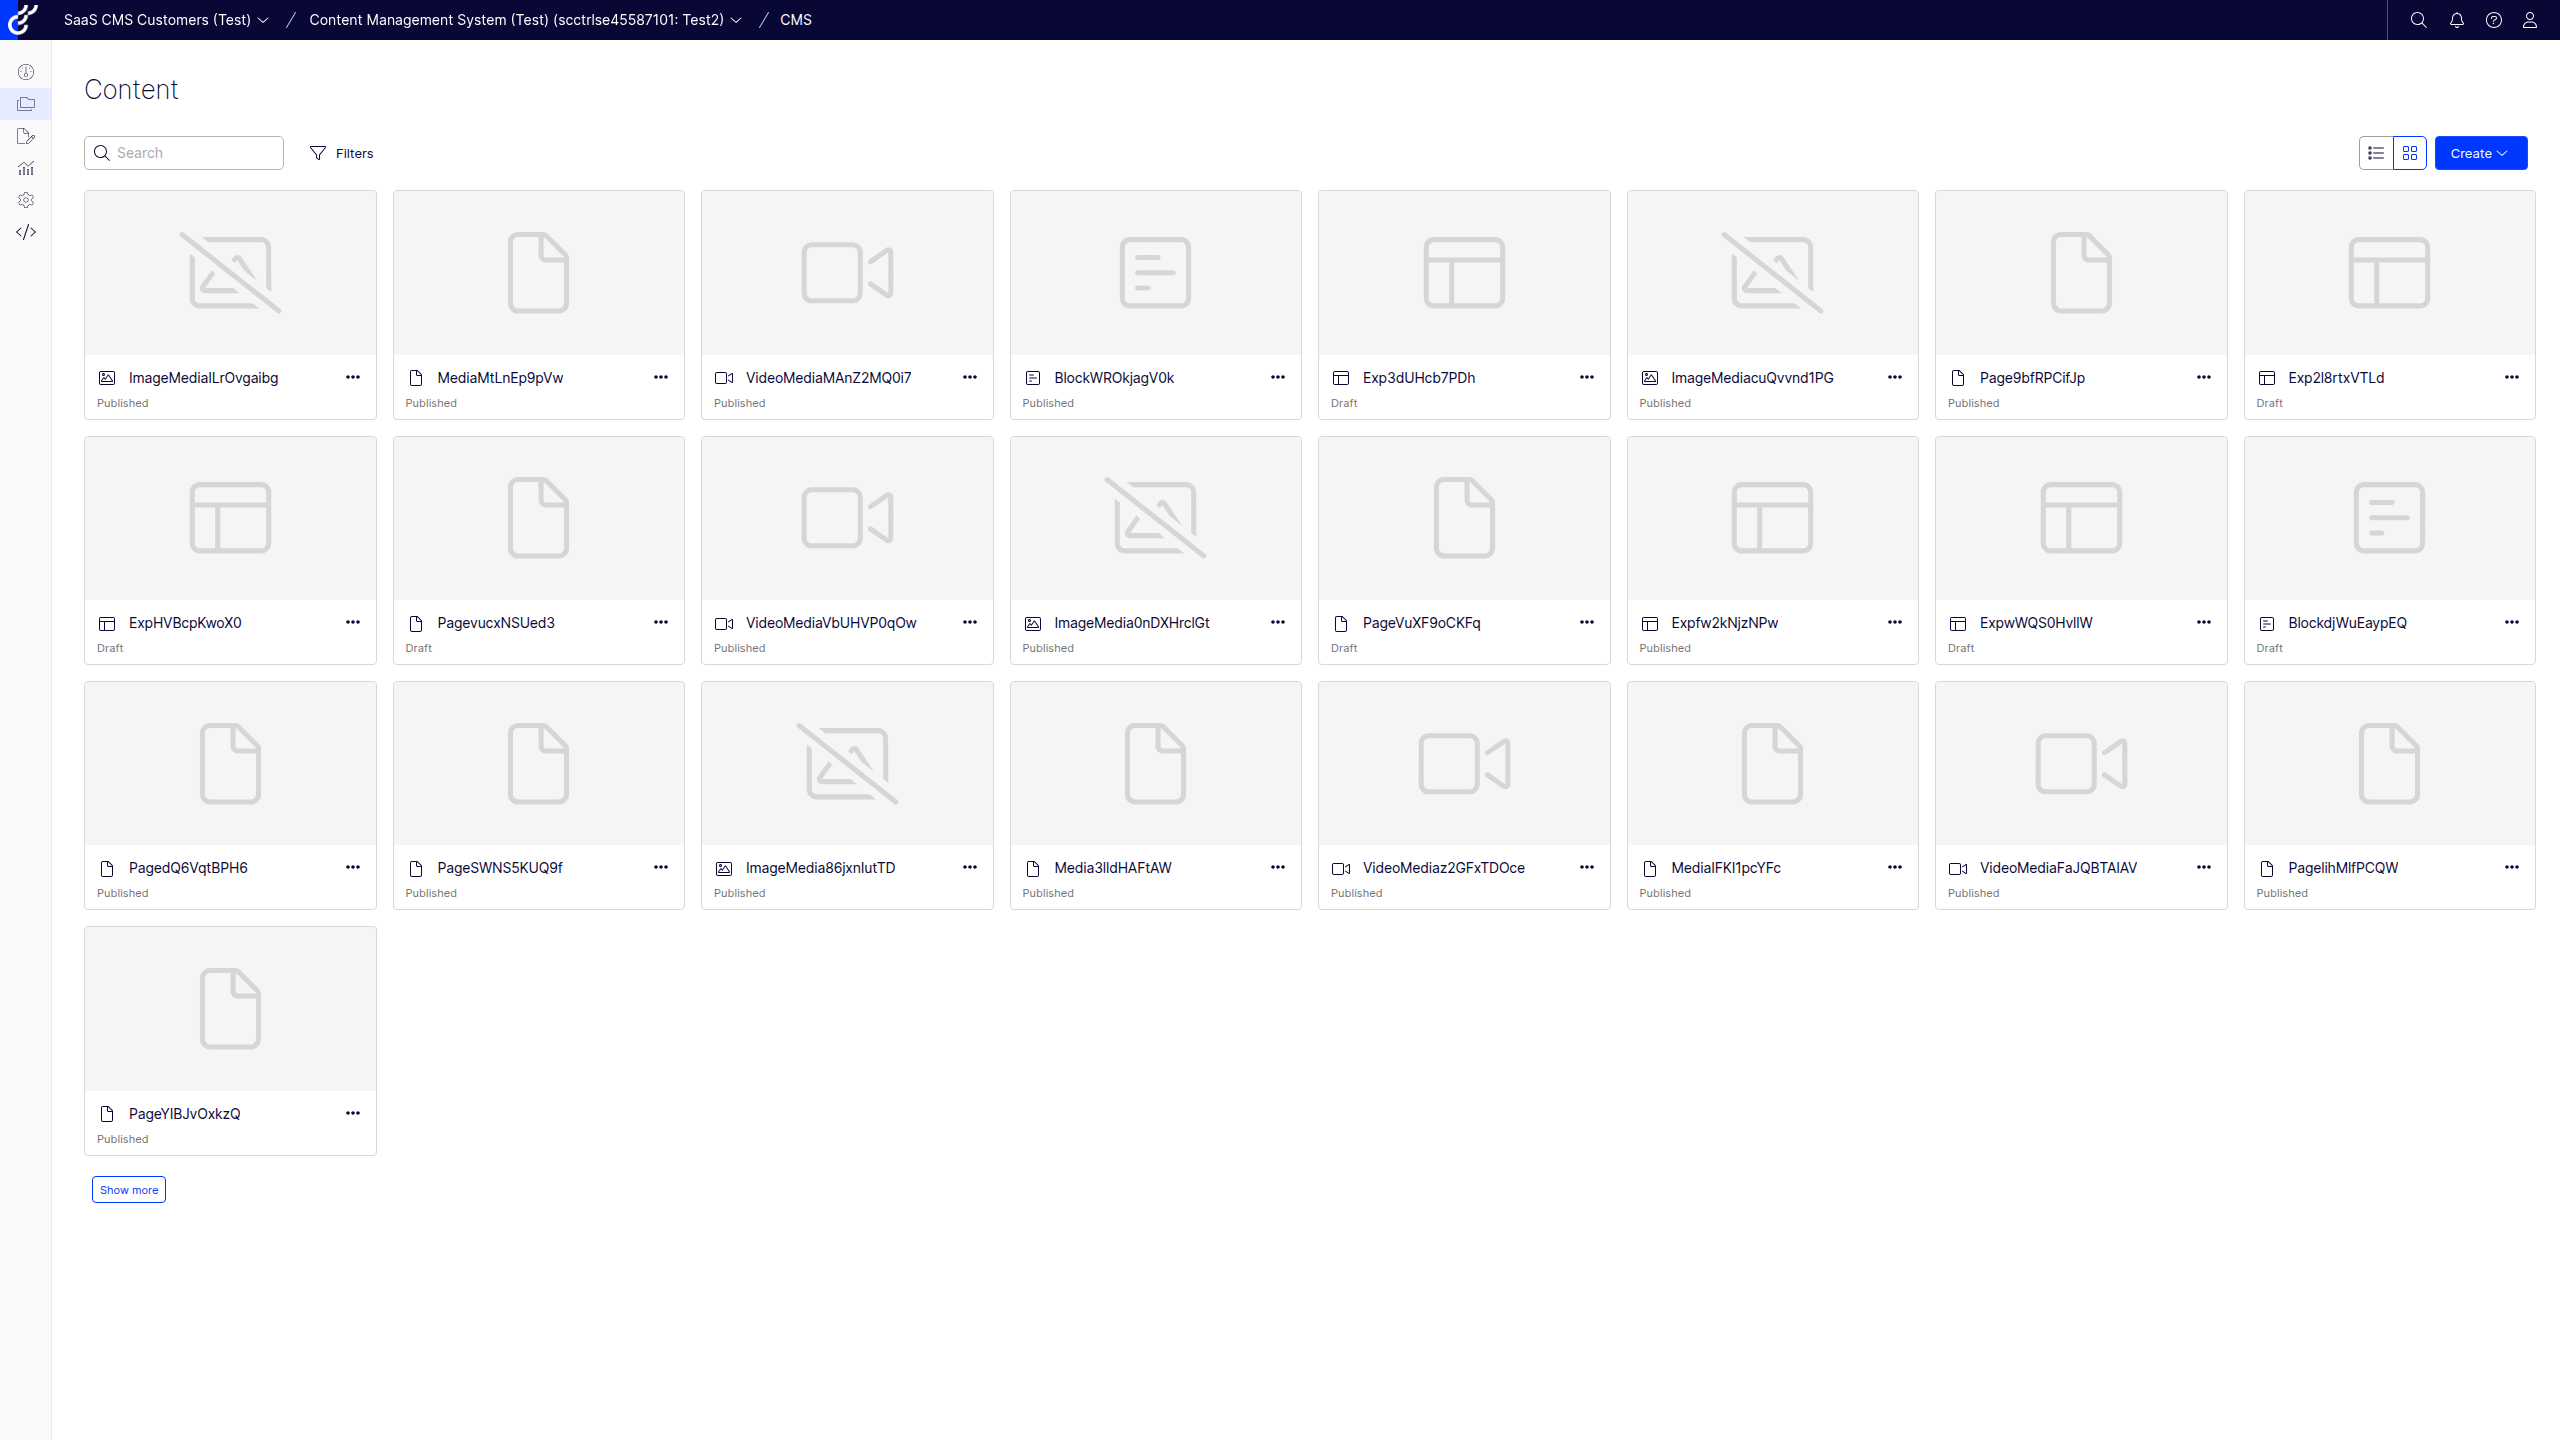 SaaS CMS Customers (Test) / Content Management System (Test) (scctrlse45587101: Test2) / CMS
Content
Search
Filters
Create
ImageMediaILrOvgaibg
Published
MediaMtLnEp9pVw
Published
VideoMediaMAnZ2MQ0i7
Published
BlockWROkjagV0k
Published
Exp3dUHcb7PDh
Draft
ImageMediacuQvvnd1PG
Published
Page9bfRPCifJp
Published
Exp2l8rtxVTLd
Draft
ExpHVBcpKwoX0
Draft
PagevucxNSUed3
Draft
VideoMediaVbUHVP0qOw
Published
ImageMedia0nDXHrclGt
Published
PageVuXF9oCKFq
Draft
Expfw2kNjzNPw
Published
ExpwWQS0HvllW
Draft
BlockdjWuEaypEQ
Draft
PagedQ6VqtBPH6
Published
PageSWNS5KUQ9f
Published
ImageMedia86jxnlutTD
Published
Media3lldHAFtAW
Published
VideoMediaz2GFxTDOce
Published
MedialFKI1pcYFc
Published
VideoMediaFaJQBTAIAV
Published
PagelihMlfPCQW
Published
PageYIBJvOxkzQ
Published
Show more